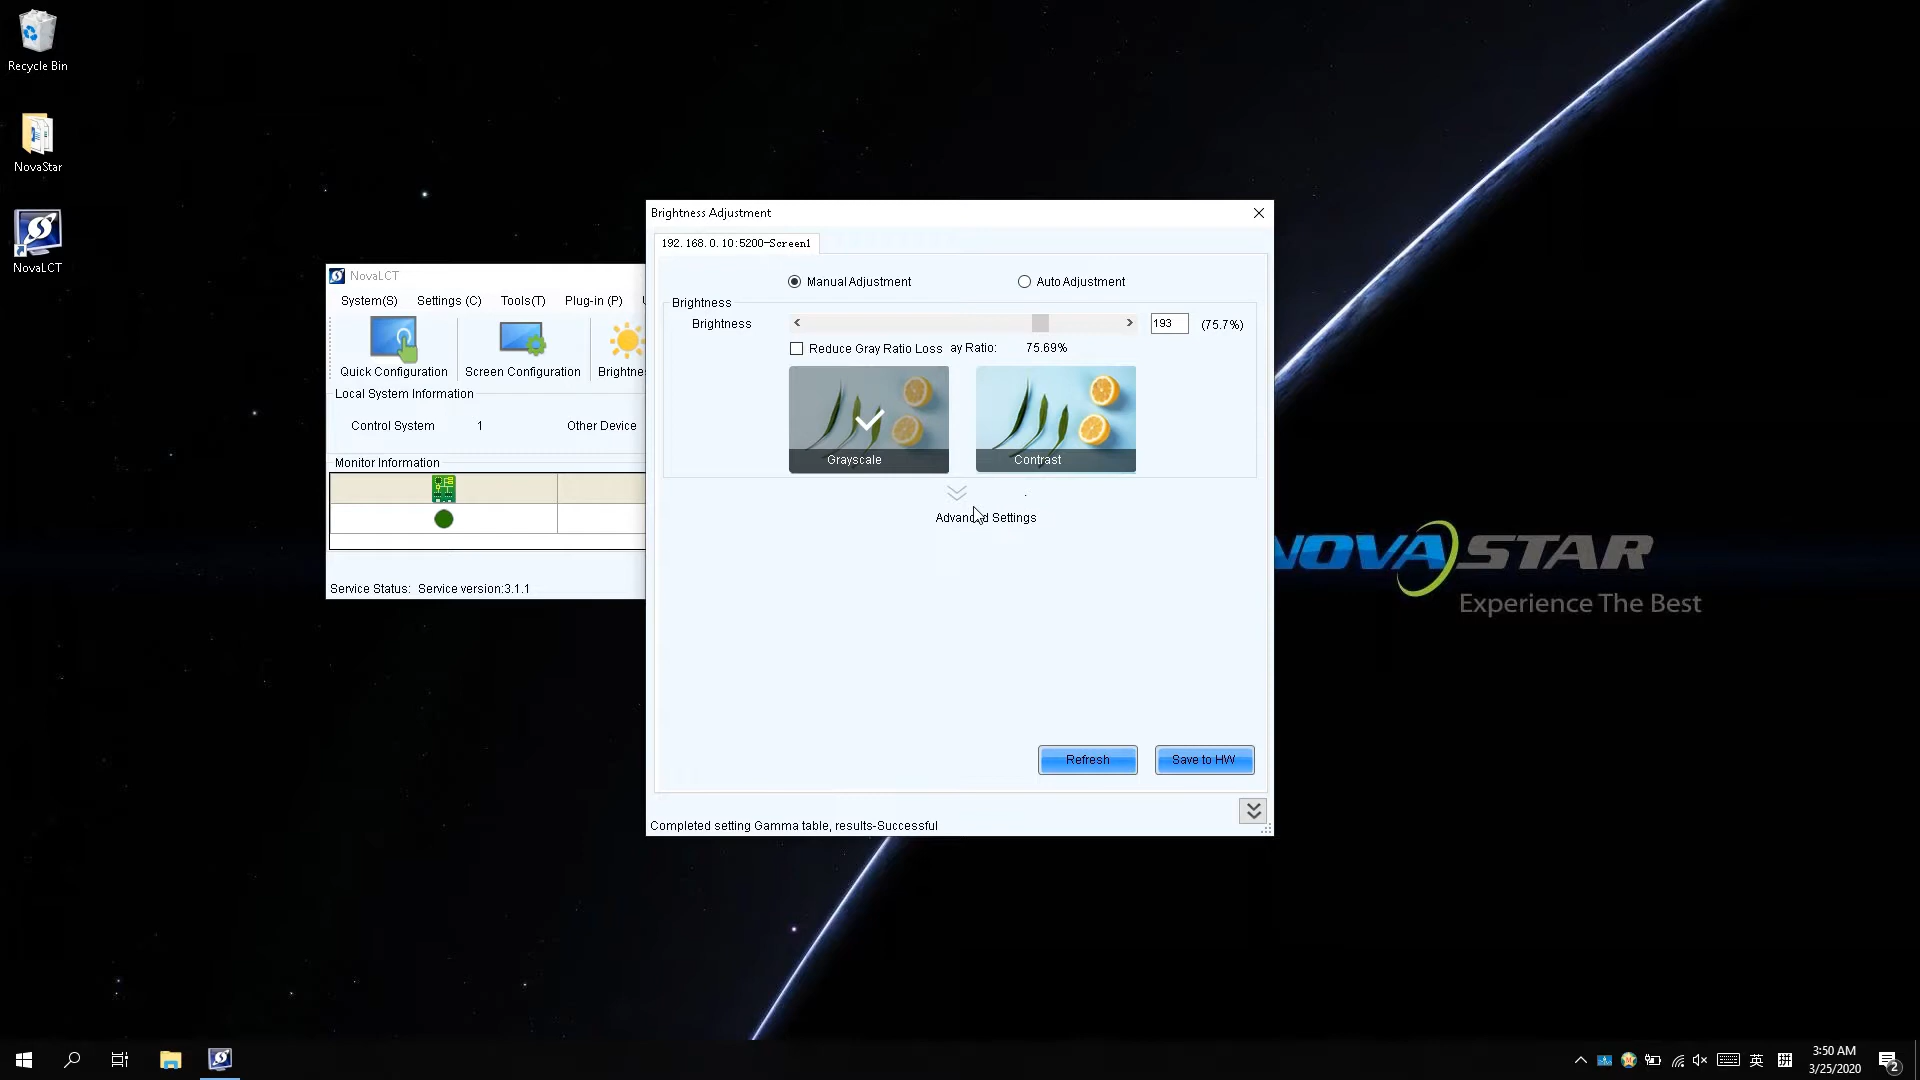 Recycle Bin
NovaStar
NovaLCT
NovaLCT
System(S) Settings (C) Tools(T) Plug-in (P)
Quick Configuration Screen Configuration Brightne
Local System Information
Control System 1 Other Device
Monitor Information
Service Status: Service version:3.1.1
Brightness Adjustment
192.168.0.10:5200-Screen1
Manual Adjustment Auto Adjustment
Brightness
Brightness 193 (75.7%)
Reduce Gray Ratio Loss ay Ratio: 75.69%
Grayscale Contrast
Advanced Settings
Refresh Save to HW
Completed setting Gamma table, results-Successful
NOVASTAR
Experience The Best
英 拼
3:50 AM
3/25/2020
2